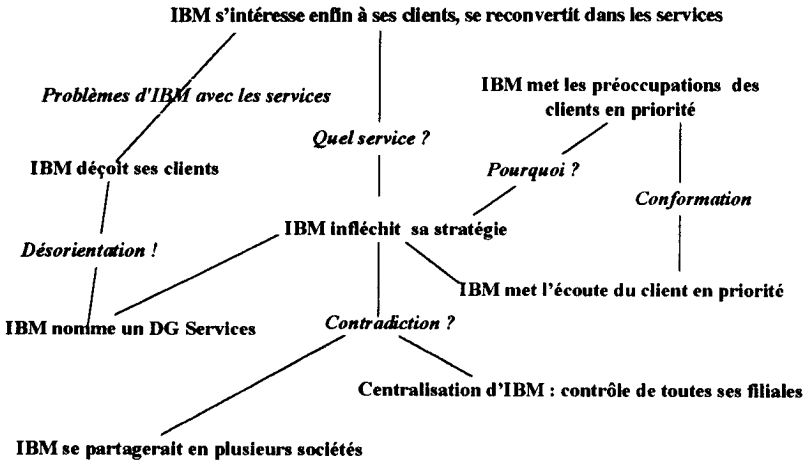 IBM s'intéresse enfin à ses clients, se reconvertit dans les services
IBM met les préoccupations des
clients en priorité
Problèmes d'IBM avec les services
Quel service ?
IBM déçoit ses clients
Pourquoi ?
Conformation
IBM infléchit sa stratégie
Désorientation !
IBM met l'écoute du client en priorité
IBM nomme un DG Services
Contradiction ?
Centralisation d'IBM : contrôle de toutes ses filiales
IBM se partagerait en plusieurs sociétés